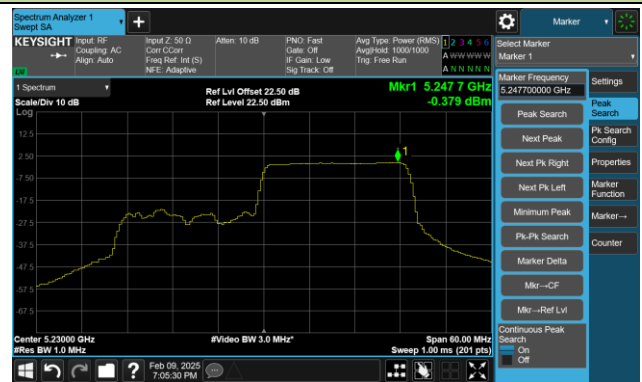 Spectrum Analyzer 1
Swept SA
Marker
KEYSIGHT
Input: RF
Coupling: AC
Align: Auto
Input Z: 50 Ω
Corr CCorr
Freq Ref: Int (S)
NFE: Adaptive
Atten: 10 dB
PNO: Fast
Gate: Off
IF Gain: Low
Sig Track: Off
Avg Type: Power (RMS)
Avg|Hold: 1000/1000
Trig: Free Run
1 2 3 4 5 6
A W W W W W
A N N N N N
LW
Select Marker
Marker 1
1 Spectrum
Scale/Div 10 dB
Log
Ref Lvl Offset 22.50 dB
Ref Level 22.50 dBm
Mkr1 5.247 7 GHz
-0.379 dBm
12.5
2.50
-7.50
-17.5
-27.5
-37.5
-47.5
-57.5
-67.5
1
Center 5.23000 GHz
#Res BW 1.0 MHz
#Video BW 3.0 MHz*
Span 60.00 MHz
Sweep 1.00 ms (201 pts)
Marker Frequency
5.247700000 GHz
Peak Search
Next Peak
Next Pk Right
Next Pk Left
Minimum Peak
Pk-Pk Search
Marker Delta
Mkr→CF
Mkr→Ref Lvl
Continuous Peak
Search
On
Off
Settings
Peak
Search
Pk Search
Config
Properties
Marker
Function
Marker→
Counter
Feb 09, 2025
7:05:30 PM